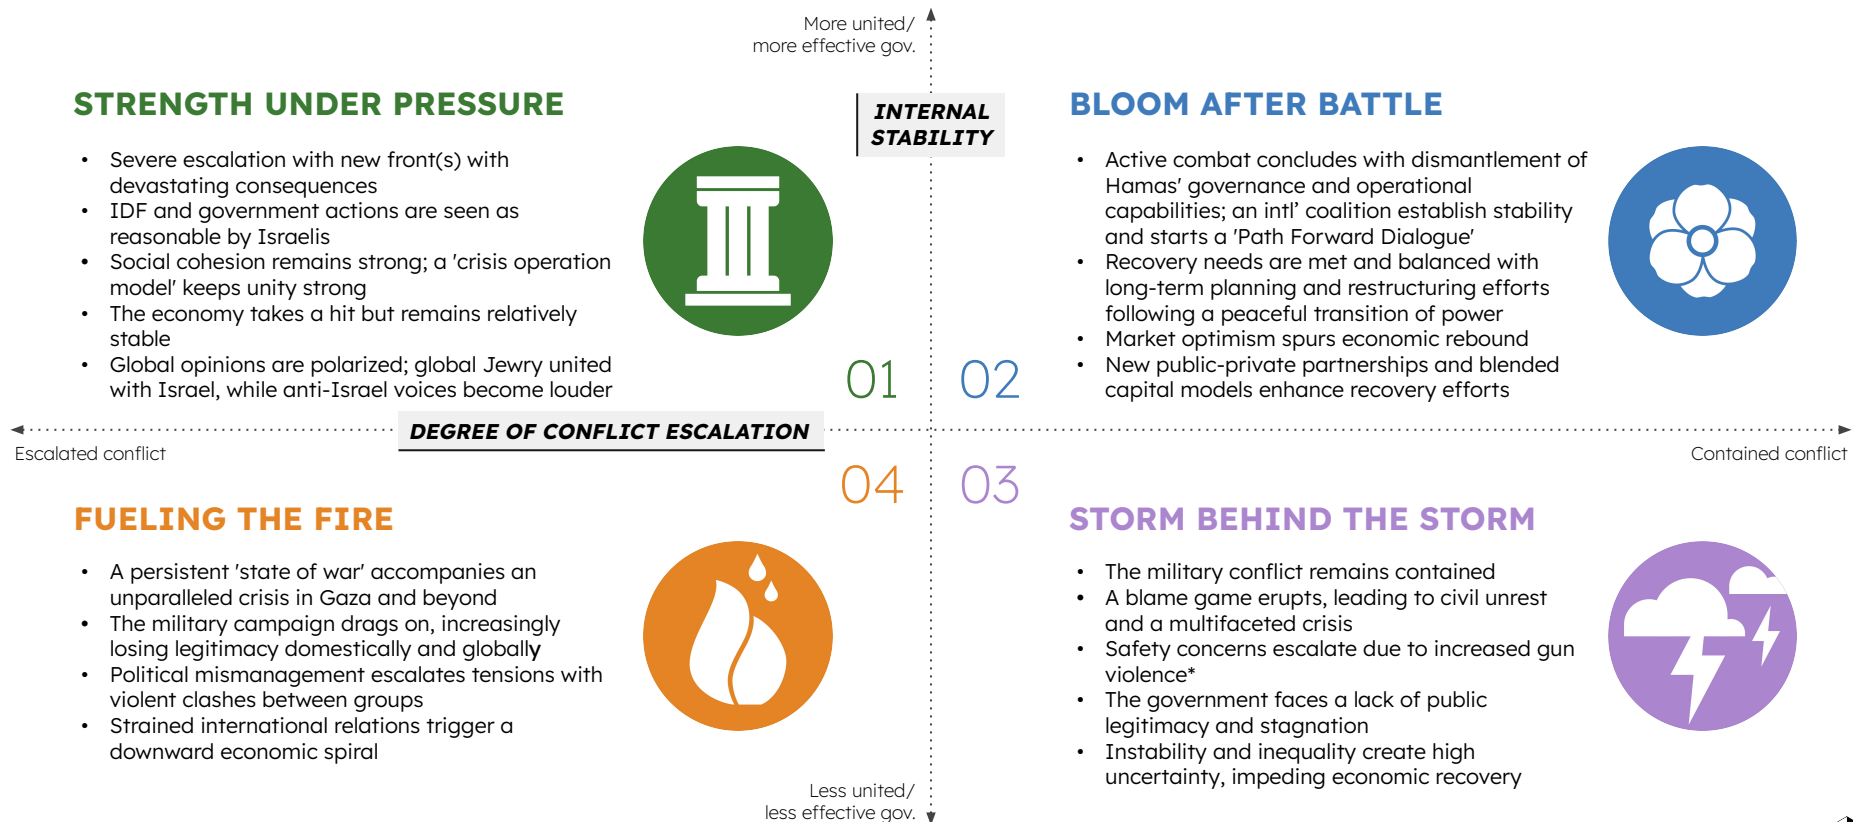 More united/
more effective gov.
INTERNAL
STABILITY
STRENGTH UNDER PRESSURE
• Severe escalation with new front(s) with
devastating consequences
• IDF and government actions are seen as
reasonable by Israelis
• Social cohesion remains strong; a 'crisis operation
model' keeps unity strong
• The economy takes a hit but remains relatively
stable
• Global opinions are polarized; global Jewry united
with Israel, while anti-Israel voices become louder
01
BLOOM AFTER BATTLE
• Active combat concludes with dismantlement of
Hamas' governance and operational
capabilities; an intl’ coalition establish stability
and starts a 'Path Forward Dialogue'
• Recovery needs are met and balanced with
long-term planning and restructuring efforts
following a peaceful transition of power
• Market optimism spurs economic rebound
• New public-private partnerships and blended
capital models enhance recovery efforts
02
DEGREE OF CONFLICT ESCALATION
Escalated conflict
Contained conflict
04
FUELING THE FIRE
• A persistent 'state of war' accompanies an
unparalleled crisis in Gaza and beyond
• The military campaign drags on, increasingly
losing legitimacy domestically and globally
• Political mismanagement escalates tensions with
violent clashes between groups
• Strained international relations trigger a
downward economic spiral
03
STORM BEHIND THE STORM
• The military conflict remains contained
• A blame game erupts, leading to civil unrest
and a multifaceted crisis
• Safety concerns escalate due to increased gun
violence*
• The government faces a lack of public
legitimacy and stagnation
• Instability and inequality create high
uncertainty, impeding economic recovery
Less united/
less effective gov.